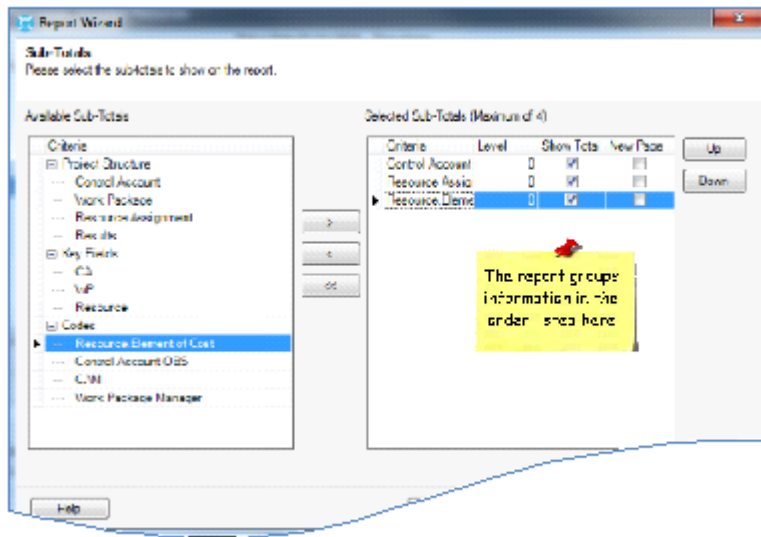 Report Wizard
Sub-Totals
Please select the sub-totals to show on the report.
Available Sub-Totals
Selected Sub-Totals (Maximum of 4)
Criteria
Project Structure
Control Account
Work Package
Resource Assignment
Results
Key Fields
CA
WP
Resource
Codes
Resource.Element of Cost
Control Account.OBS
CAM
Work Package Manager
>
<
<<
Criteria Level Show Tota New Page
Control Account 0
Resource Assig 0
Resource.Eleme 0
Up
Down
The report groups
information in the
order listed here
Help